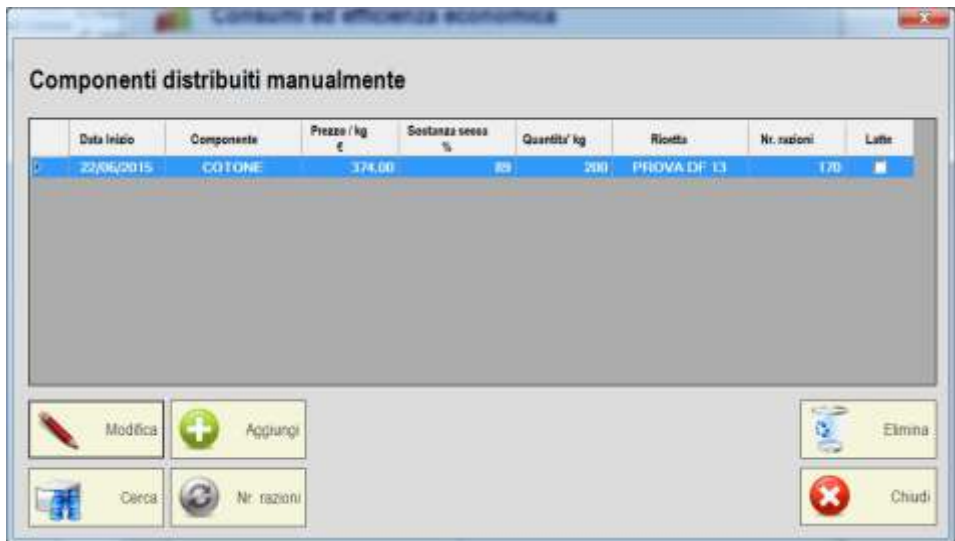 Consumi ed efficienza economica
Componenti distribuiti manualmente
Data Inizio Componente Prezzo / kg € Sostanza secca % Quantita' kg Ricetta Nr. razioni Latte
22/06/2015 COTONE 374,00 89 200 PROVA DF 13 170
Modifica Aggiungi Elimina
Cerca Nr. razioni Chiudi